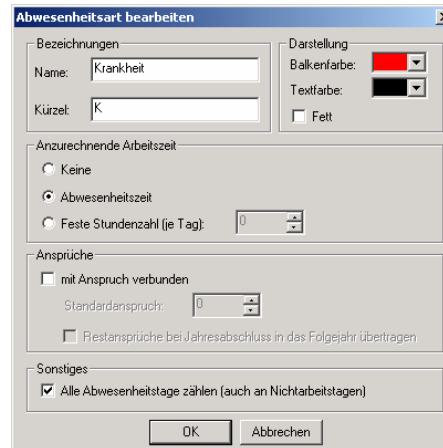 Abwesenheitsart bearbeiten
Bezeichnungen
Name: Krankheit
Kürzel: K
Darstellung
Balkenfarbe:
Textfarbe:
Fett
Anzurechnende Arbeitszeit
Keine
Abwesenheitszeit
Feste Stundenzahl (je Tag): 0
Ansprüche
mit Anspruch verbunden
Standardanspruch: 0
Restansprüche bei Jahresabschluss in das Folgejahr übertragen
Sonstiges
Alle Abwesenheitstage zählen (auch an Nichtarbeitstagen)
OK Abbrechen